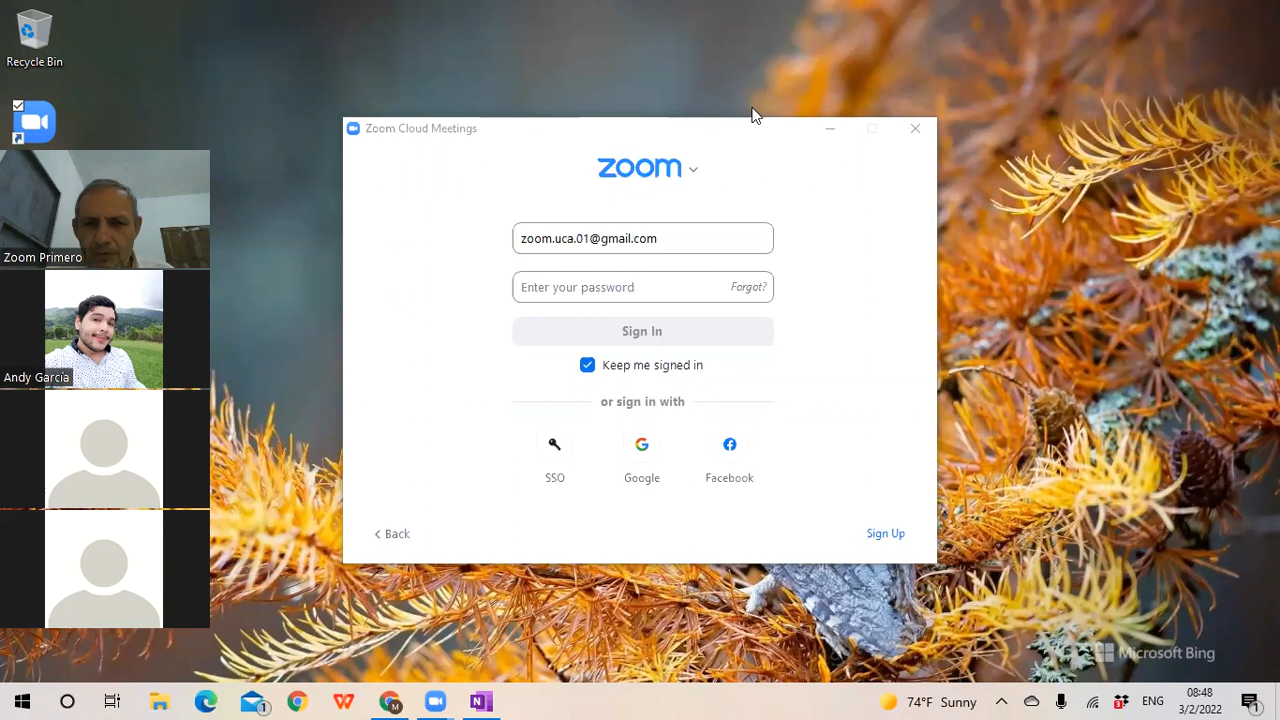 Recycle Bin
Zoom Cloud Meetings
zoom
zoom.uca.01@gmail.com
Enter your password
Forgot?
Sign In
Keep me signed in
or sign in with
SSO
Google
Facebook
Back
Sign Up
Zoom Primero
Andy García
Microsoft Bing
74°F Sunny
ENG
08:48
3/2/2022